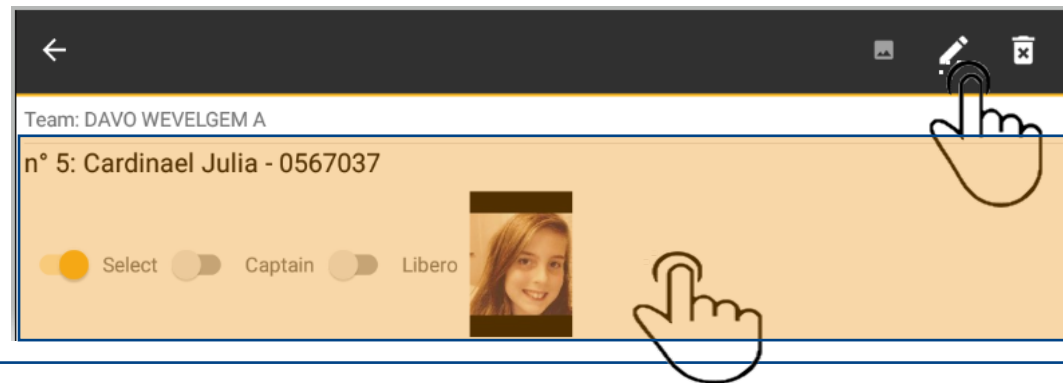 Team: DAVO WEVELGEM A
n° 5: Cardinael Julia - 0567037
Select Captain Libero